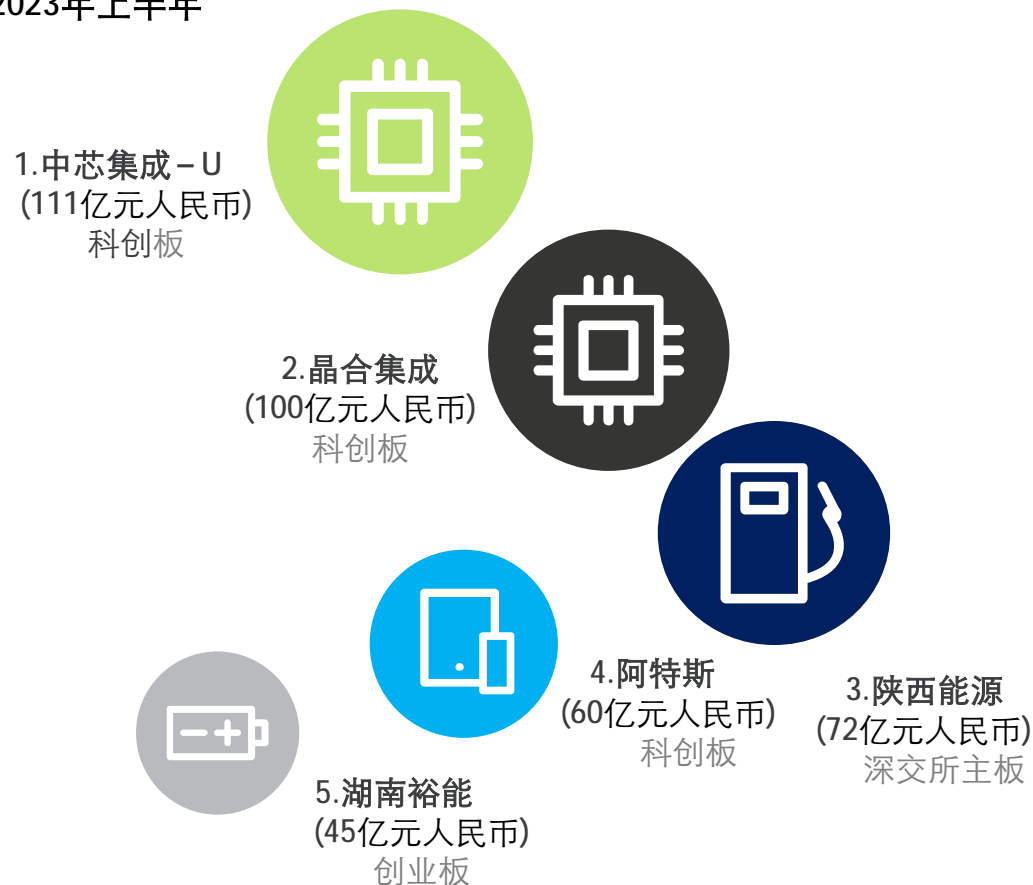 2023年上半年
1.中芯集成–U
(111亿元人民币)
科创板
2.晶合集成
(100亿元人民币)
科创板
3.陕西能源
(72亿元人民币)
深交所主板
4.阿特斯
(60亿元人民币)
科创板
5.湖南裕能
(45亿元人民币)
创业板